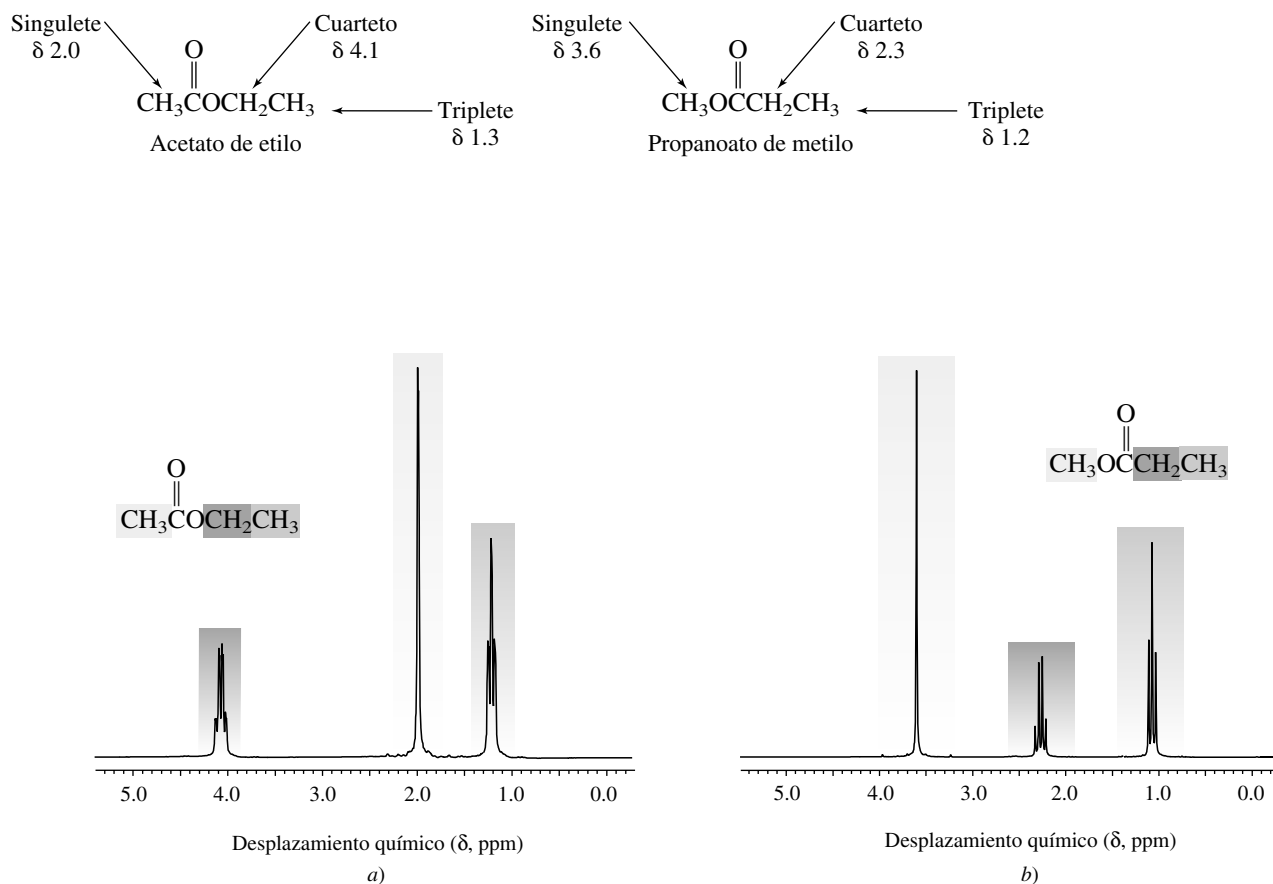 Singulete
δ 2.0
Cuarteto
δ 4.1
O
CH₃COCH₂CH₃
Triplete
δ 1.3
Acetato de etilo
Singulete
δ 3.6
Cuarteto
δ 2.3
O
CH₃OCCH₂CH₃
Triplete
δ 1.2
Propanoato de metilo
O
CH₃COCH₂CH₃
5.0 4.0 3.0 2.0 1.0 0.0
Desplazamiento químico (δ, ppm)
a)
O
CH₃OCCH₂CH₃
5.0 4.0 3.0 2.0 1.0 0.0
Desplazamiento químico (δ, ppm)
b)